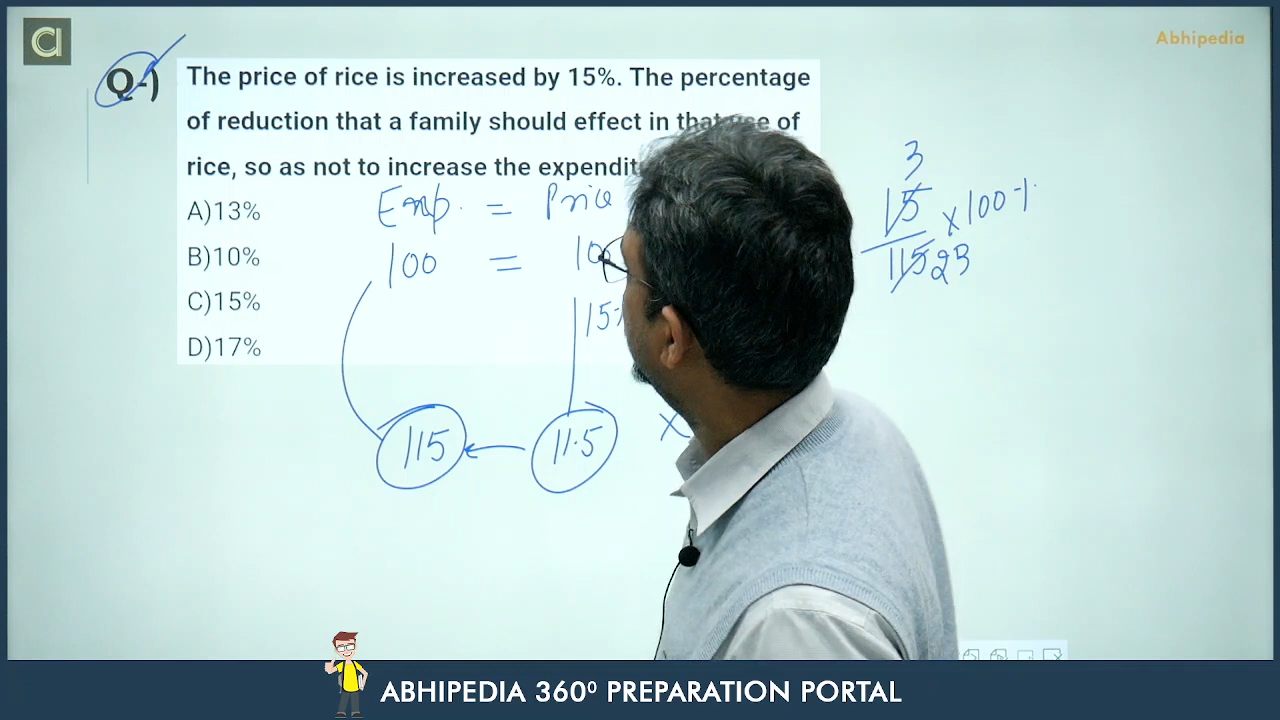 Abhipedia
Q-) The price of rice is increased by 15%. The percentage
of reduction that a family should effect in that use of
rice, so as not to increase the expendit
A)13%
B)10%
C)15%
D)17%
Exp. = Price
100 = 100
15%
115 ← 11.5 ×
3
15
115 23
×100%
ABHIPEDIA 360⁰ PREPARATION PORTAL